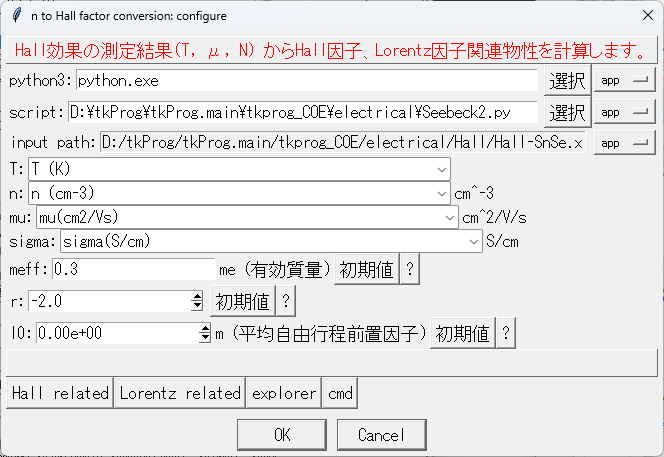 n to Hall factor conversion: configure
Hall効果の測定結果(T, μ, N) からHall因子、Lorentz因子関連物性を計算します。
python3: python.exe 選択 app
script: D:¥tkProg¥tkProg.main¥tkprog_COE¥electrical¥Seebeck2.py 選択 app
input path: D:/tkProg/tkProg.main/tkprog_COE/electrical/Hall/Hall-SnSe.x app
T: T (K)
n: n (cm-3) cm^-3
mu: mu(cm2/Vs) cm^2/V/s
sigma: sigma(S/cm) S/cm
meff: 0.3 me (有効質量) 初期値 ?
r: -2.0 初期値 ?
l0: 0.00e+00 m (平均自由行程前置因子) 初期値 ?
Hall related Lorentz related explorer cmd
OK Cancel